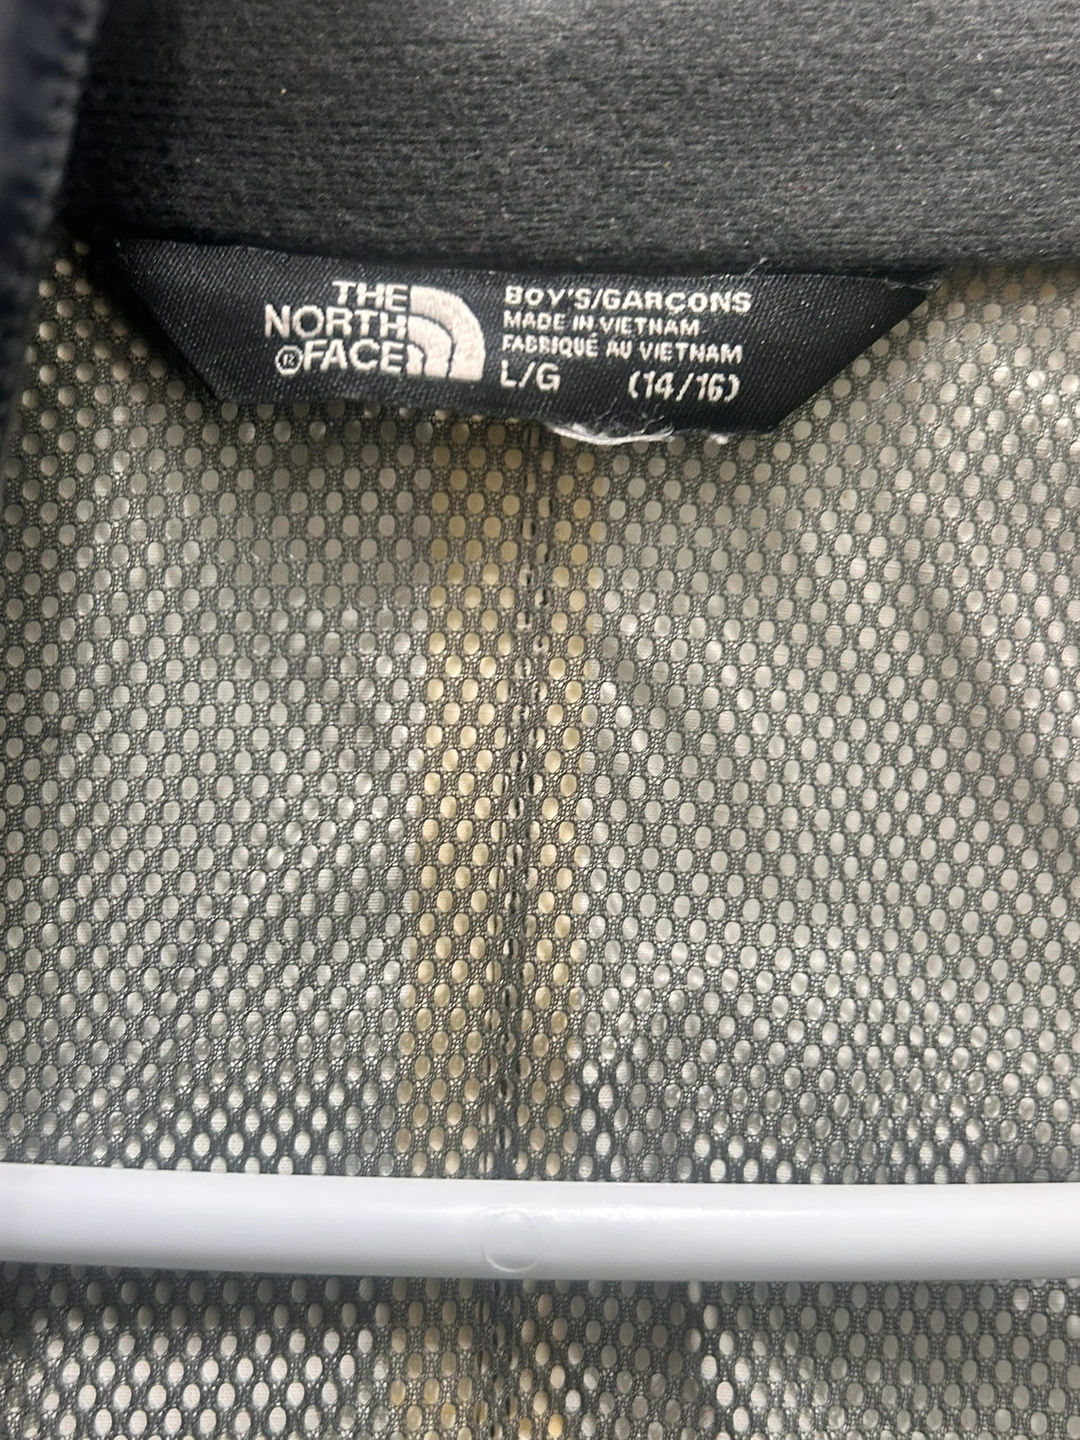 THE
NORTH
®FACE
BOY'S/GARÇONS
MADE IN VIETNAM
FABRIQUÉ AU VIETNAM
L/G (14/16)